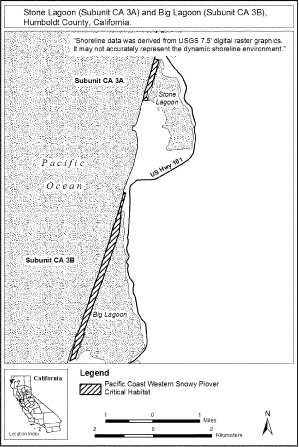 Stone Lagoon (Subunit CA 3A) and Big Lagoon (Subunit CA 3B),
Humboldt County, California.
"Shoreline data was derived from USGS 7.5' digital raster graphics.
It may not accurately represent the dynamic shoreline environment."
Subunit CA 3A
Stone
Lagoon
Pacific
Ocean
US Hwy 101
Subunit CA 3B
Big Lagoon
California
Location Index
Legend
Pacific Coast Western Snowy Plover
Critical Habitat
1 0 1
Miles
2 0 2
Kilometers
N